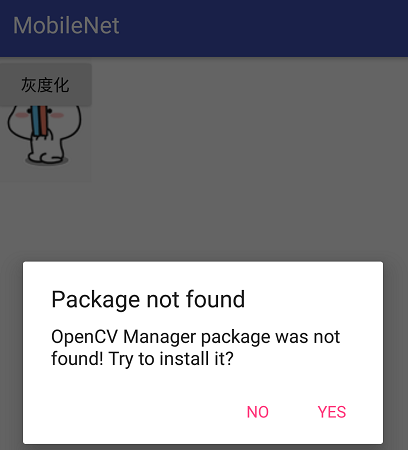 MobileNet
灰度化
Package not found
OpenCV Manager package was not
found! Try to install it?
NO YES